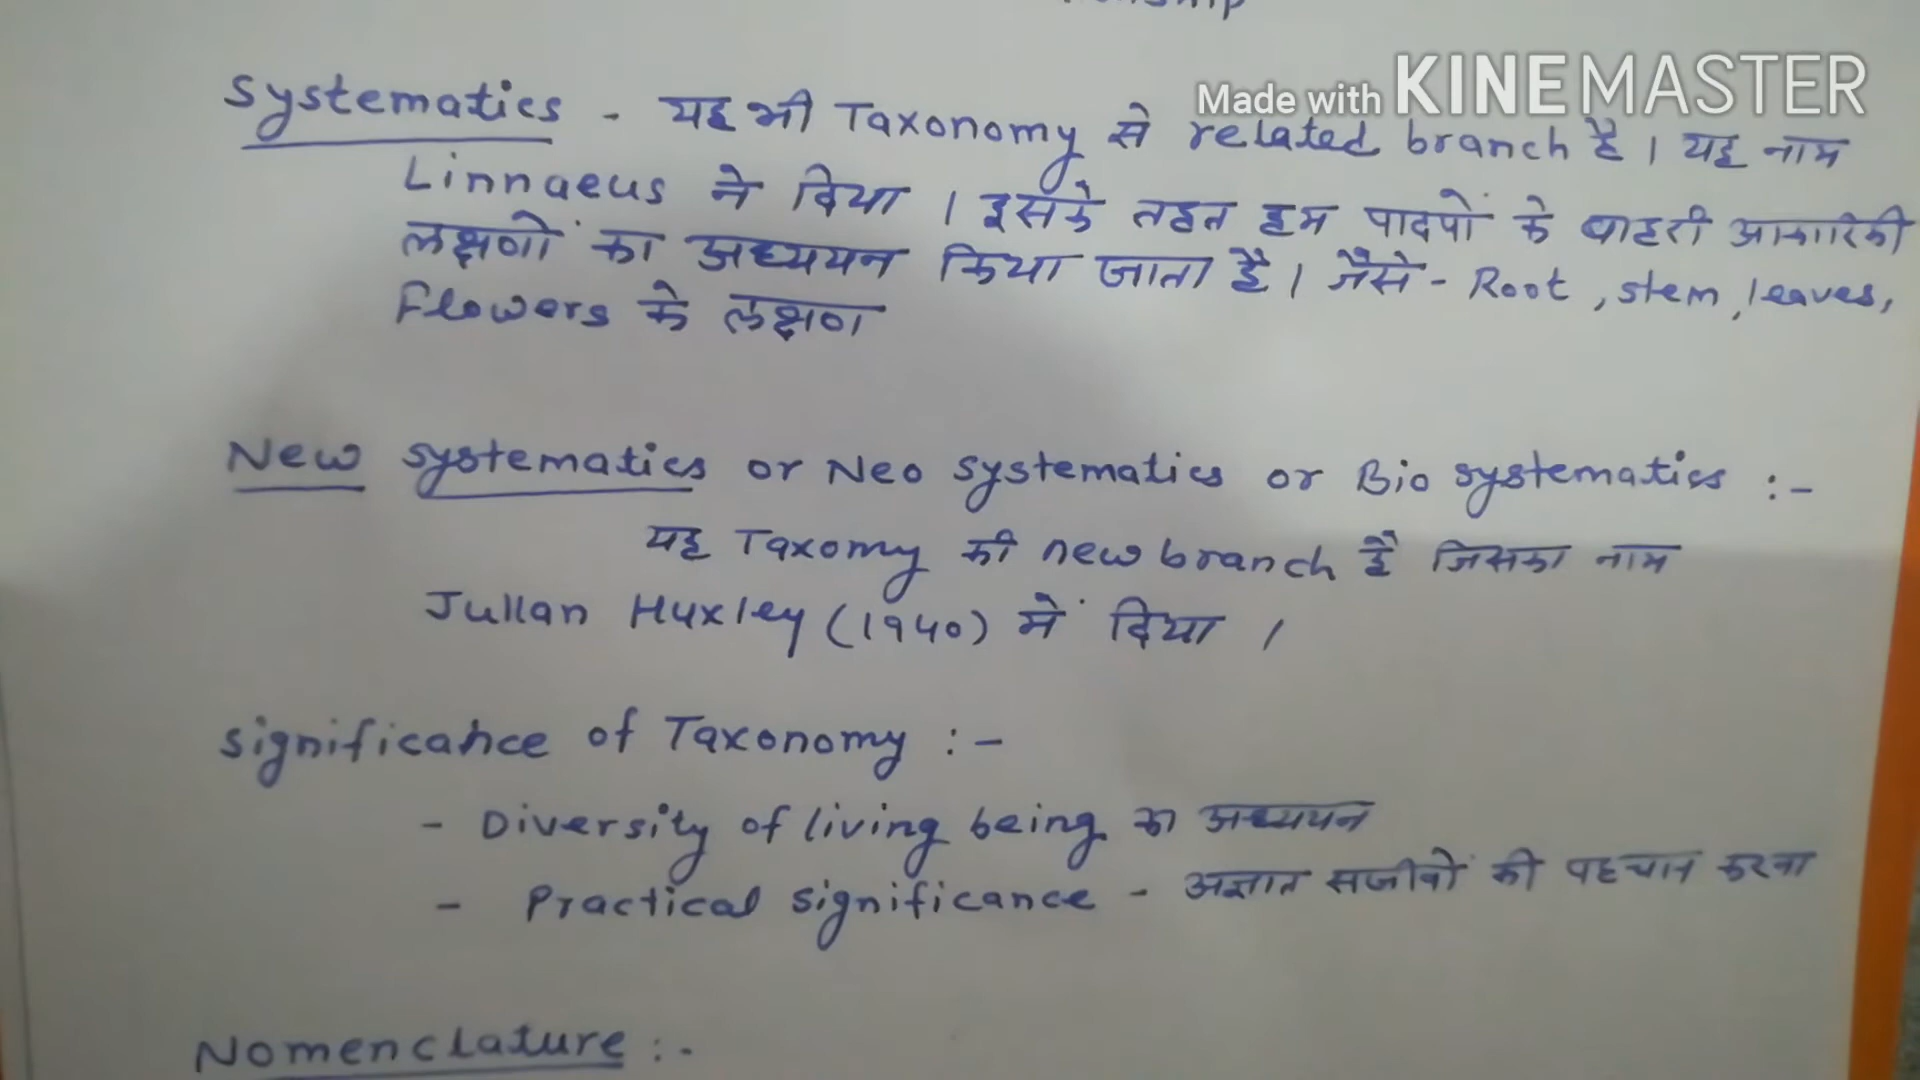 Made with KINEMASTER
Systematics - यह भी Taxonomy से related branch है। यह नाम
Linnaeus ने दिया । इसके तहत हम पादपों के बाहरी आकारिकी
लक्षणों का अध्ययन किया जाता है। जैसे - Root, stem, leaves,
Flowers के लक्षण
New systematics or Neo systematics or Bio systematics :-
यह Taxomy की new branch है जिसका नाम
Jullan Huxley (1940) में दिया ।
Significance of Taxonomy :-
- Diversity of living being का अध्ययन
- Practical significance - अज्ञात सजीवों की पहचान करना
Nomenclature :-